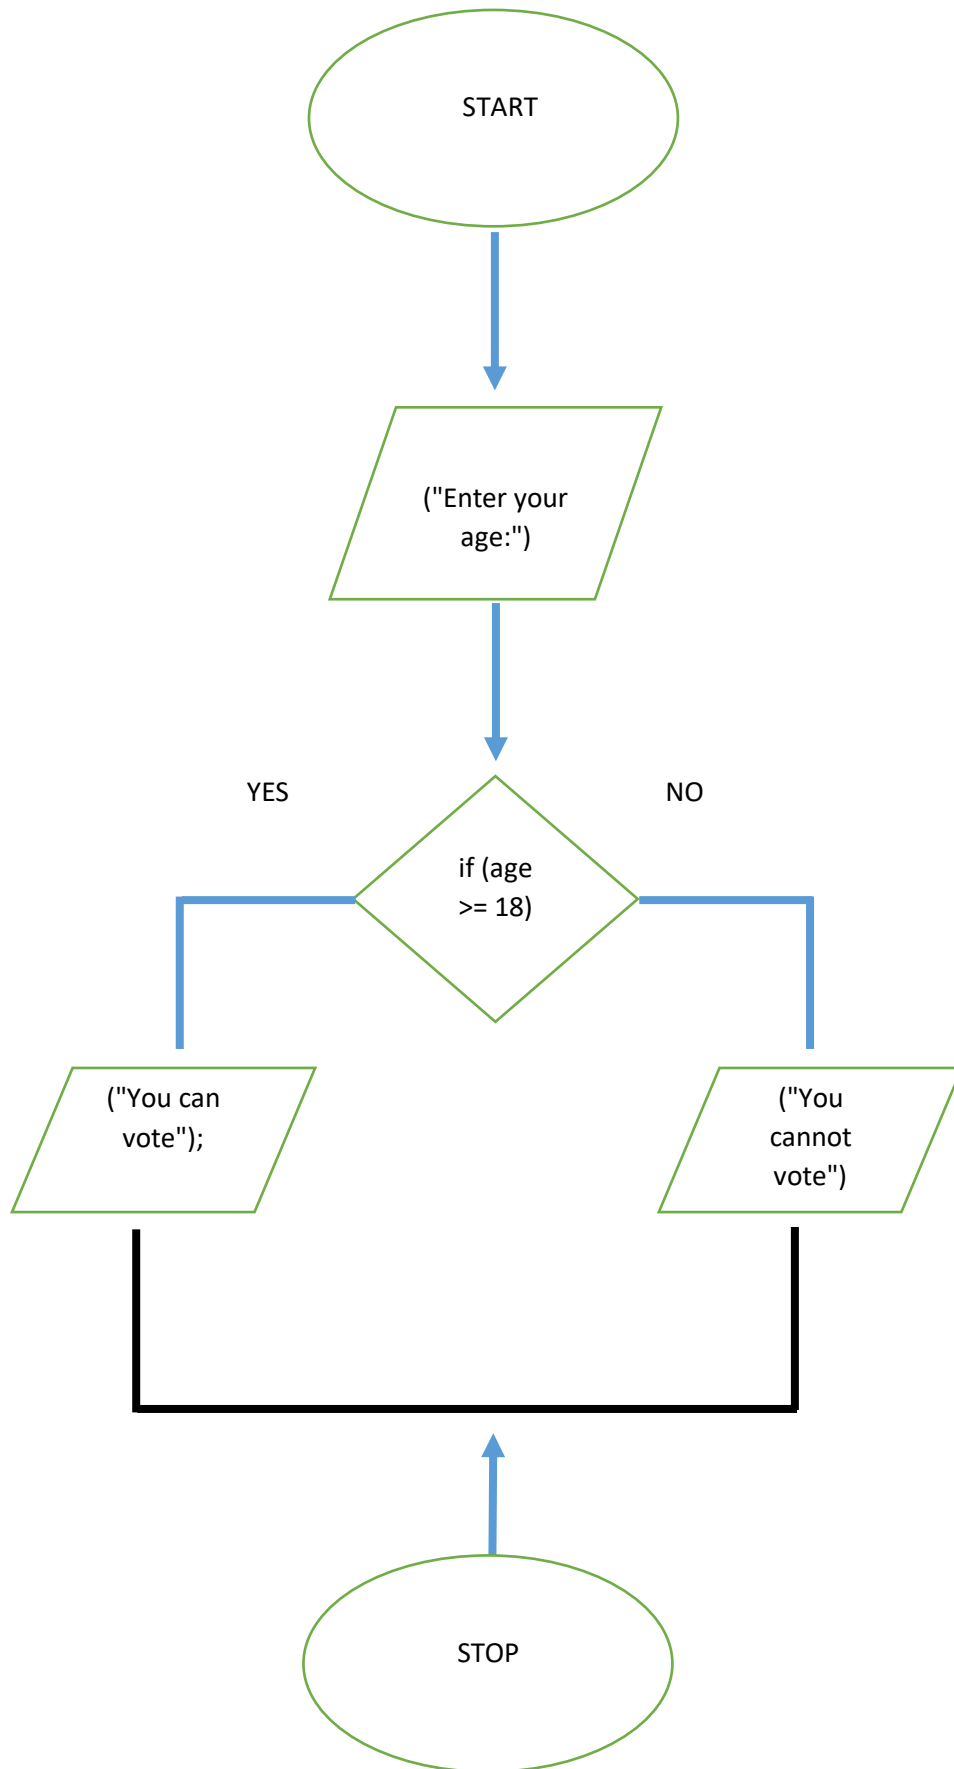 START
("Enter your
age:")
YES
NO
if (age
>= 18)
("You can
vote");
("You
cannot
vote")
STOP